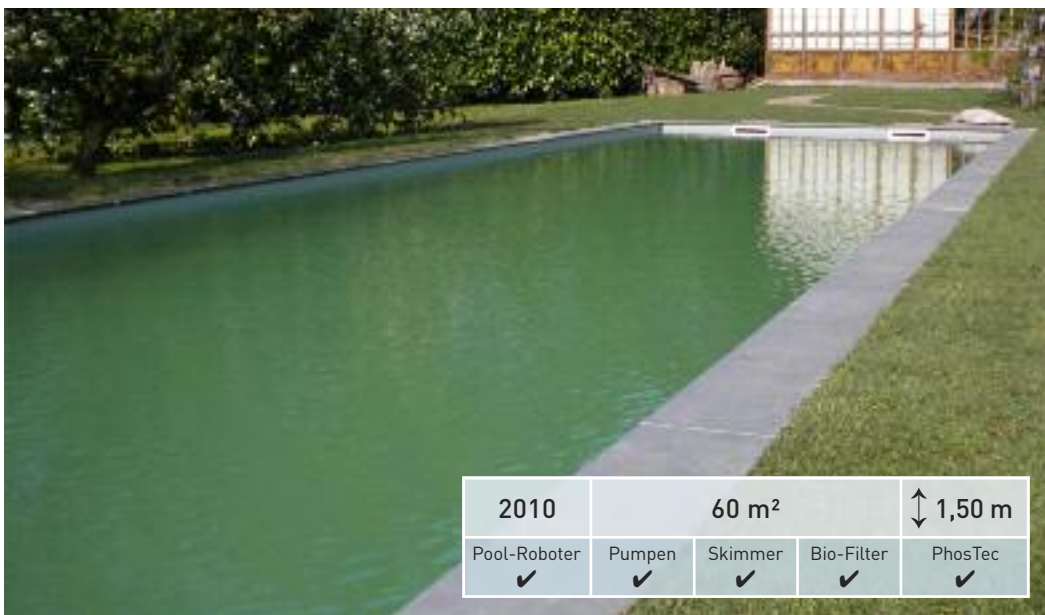 2010 60 m² ↕ 1,50 m
Pool-Roboter Pumpen Skimmer Bio-Filter PhosTec
✔ ✔ ✔ ✔ ✔